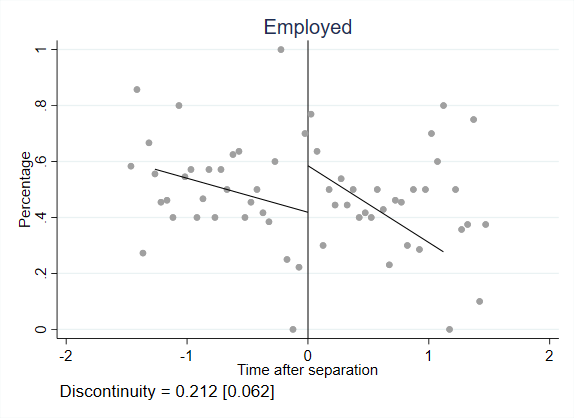 Employed
Percentage
1
.8
.6
.4
.2
0
-2 -1 0 1 2
Time after separation
Discontinuity = 0.212 [0.062]